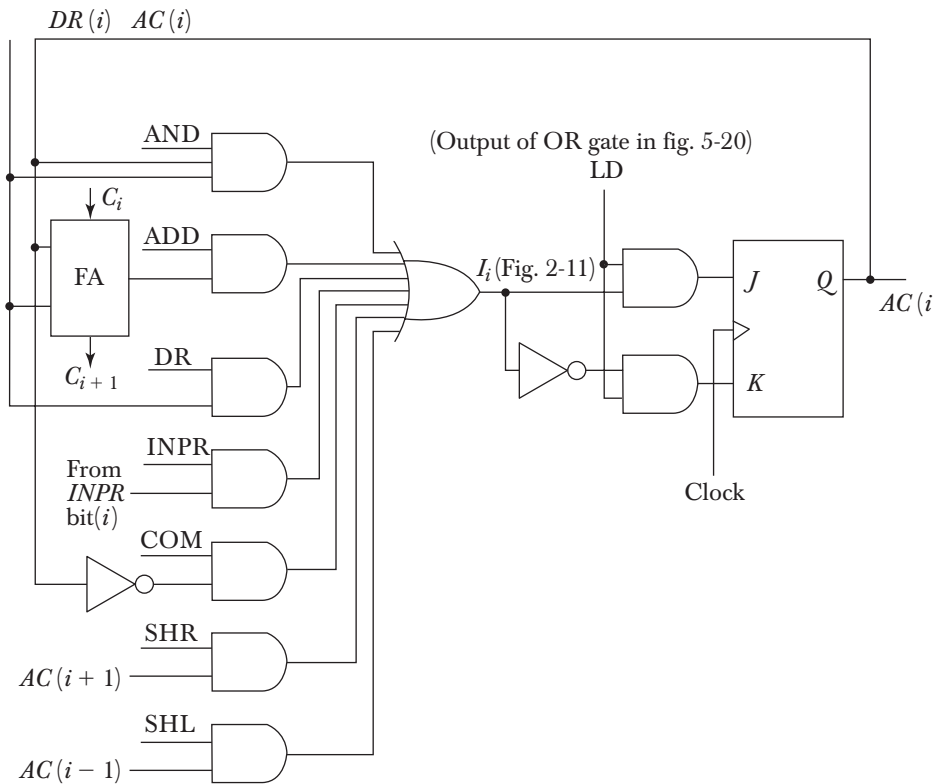 DR(i) AC(i)
AND
(Output of OR gate in fig. 5-20)
LD
C_i
ADD
FA
I_i (Fig. 2-11)
J
Q
AC(i
DR
C_{i + 1}
K
INPR
From
INPR
bit(i)
Clock
COM
SHR
AC(i + 1)
SHL
AC(i − 1)